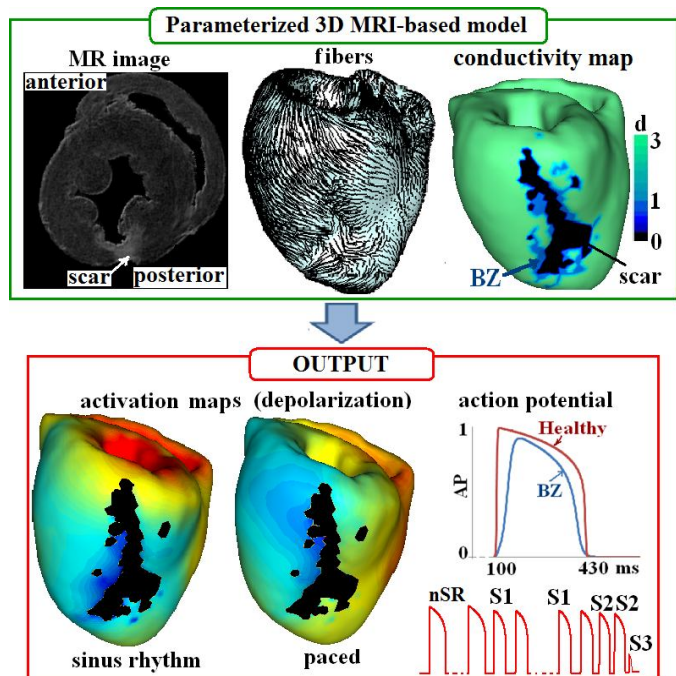 Parameterized 3D MRI-based model
MR image
fibers
conductivity map
anterior
d
3
1
0
scar
posterior
BZ
scar
OUTPUT
activation maps (depolarization)
action potential
1
Healthy
AP
BZ
0
100
430 ms
nSR
S1
S1
S2
S2
S3
sinus rhythm
paced